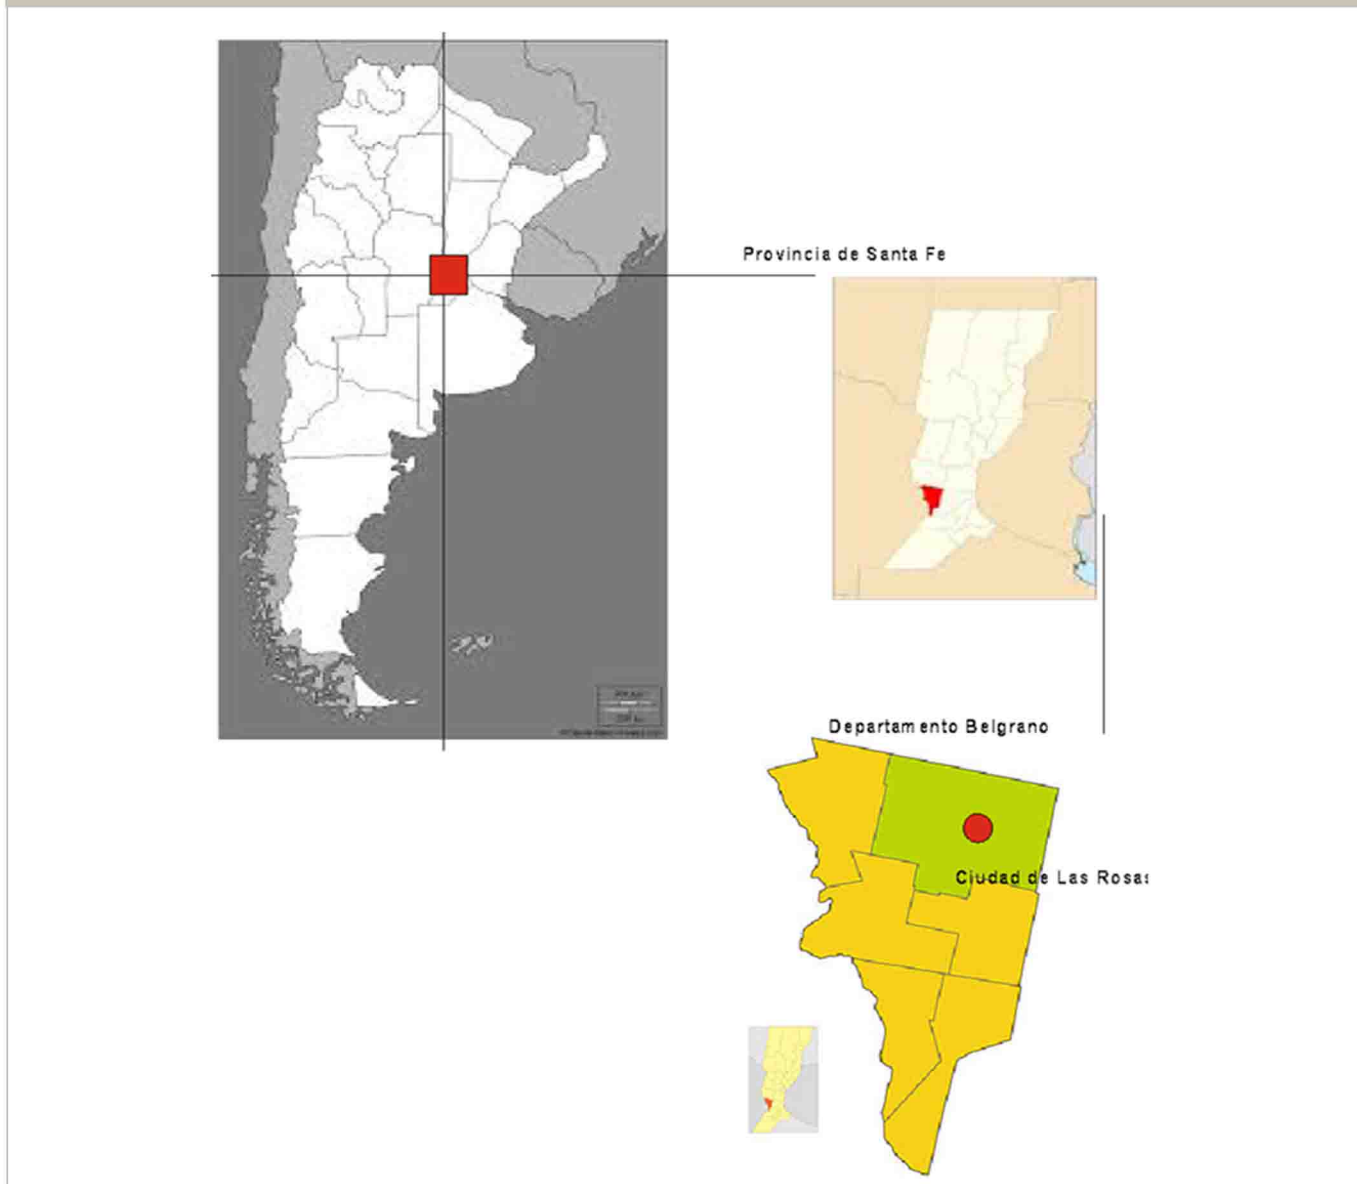 Provincia de Santa Fe
Departamento Belgrano
Ciudad de Las Rosas